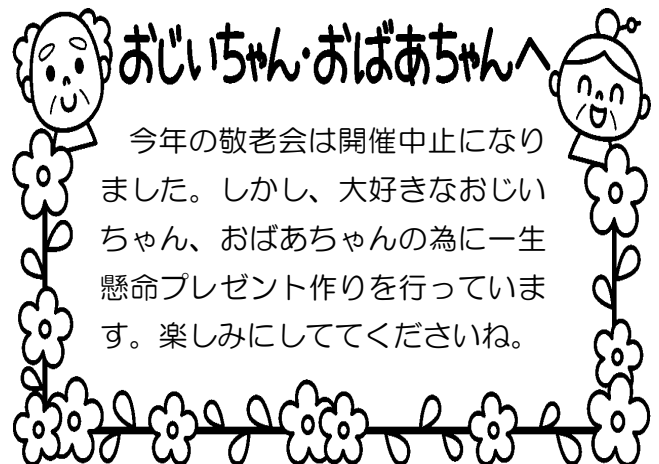 おじいちゃん・おばあちゃんへ
今年の敬老会は開催中止になり
ました。しかし、大好きなおじい
ちゃん、おばあちゃんの為に一生
懸命プレゼント作りを行っていま
す。楽しみにしててくださいね。